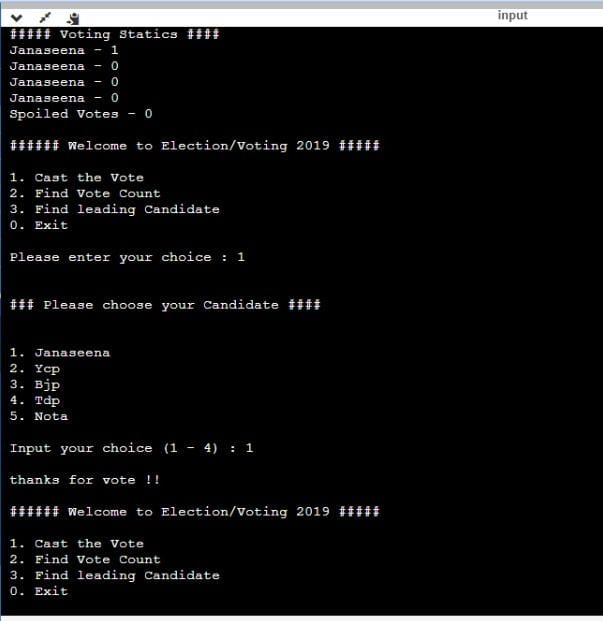 input
##### Voting Statics ####
Janaseena - 1
Janaseena - 0
Janaseena - 0
Janaseena - 0
Spoiled Votes - 0
###### Welcome to Election/Voting 2019 #####
1. Cast the Vote
2. Find Vote Count
3. Find leading Candidate
0. Exit
Please enter your choice : 1
### Please choose your Candidate ####
1. Janaseena
2. Ycp
3. Bjp
4. Tdp
5. Nota
Input your choice (1 - 4) : 1
thanks for vote !!
###### Welcome to Election/Voting 2019 #####
1. Cast the Vote
2. Find Vote Count
3. Find leading Candidate
0. Exit